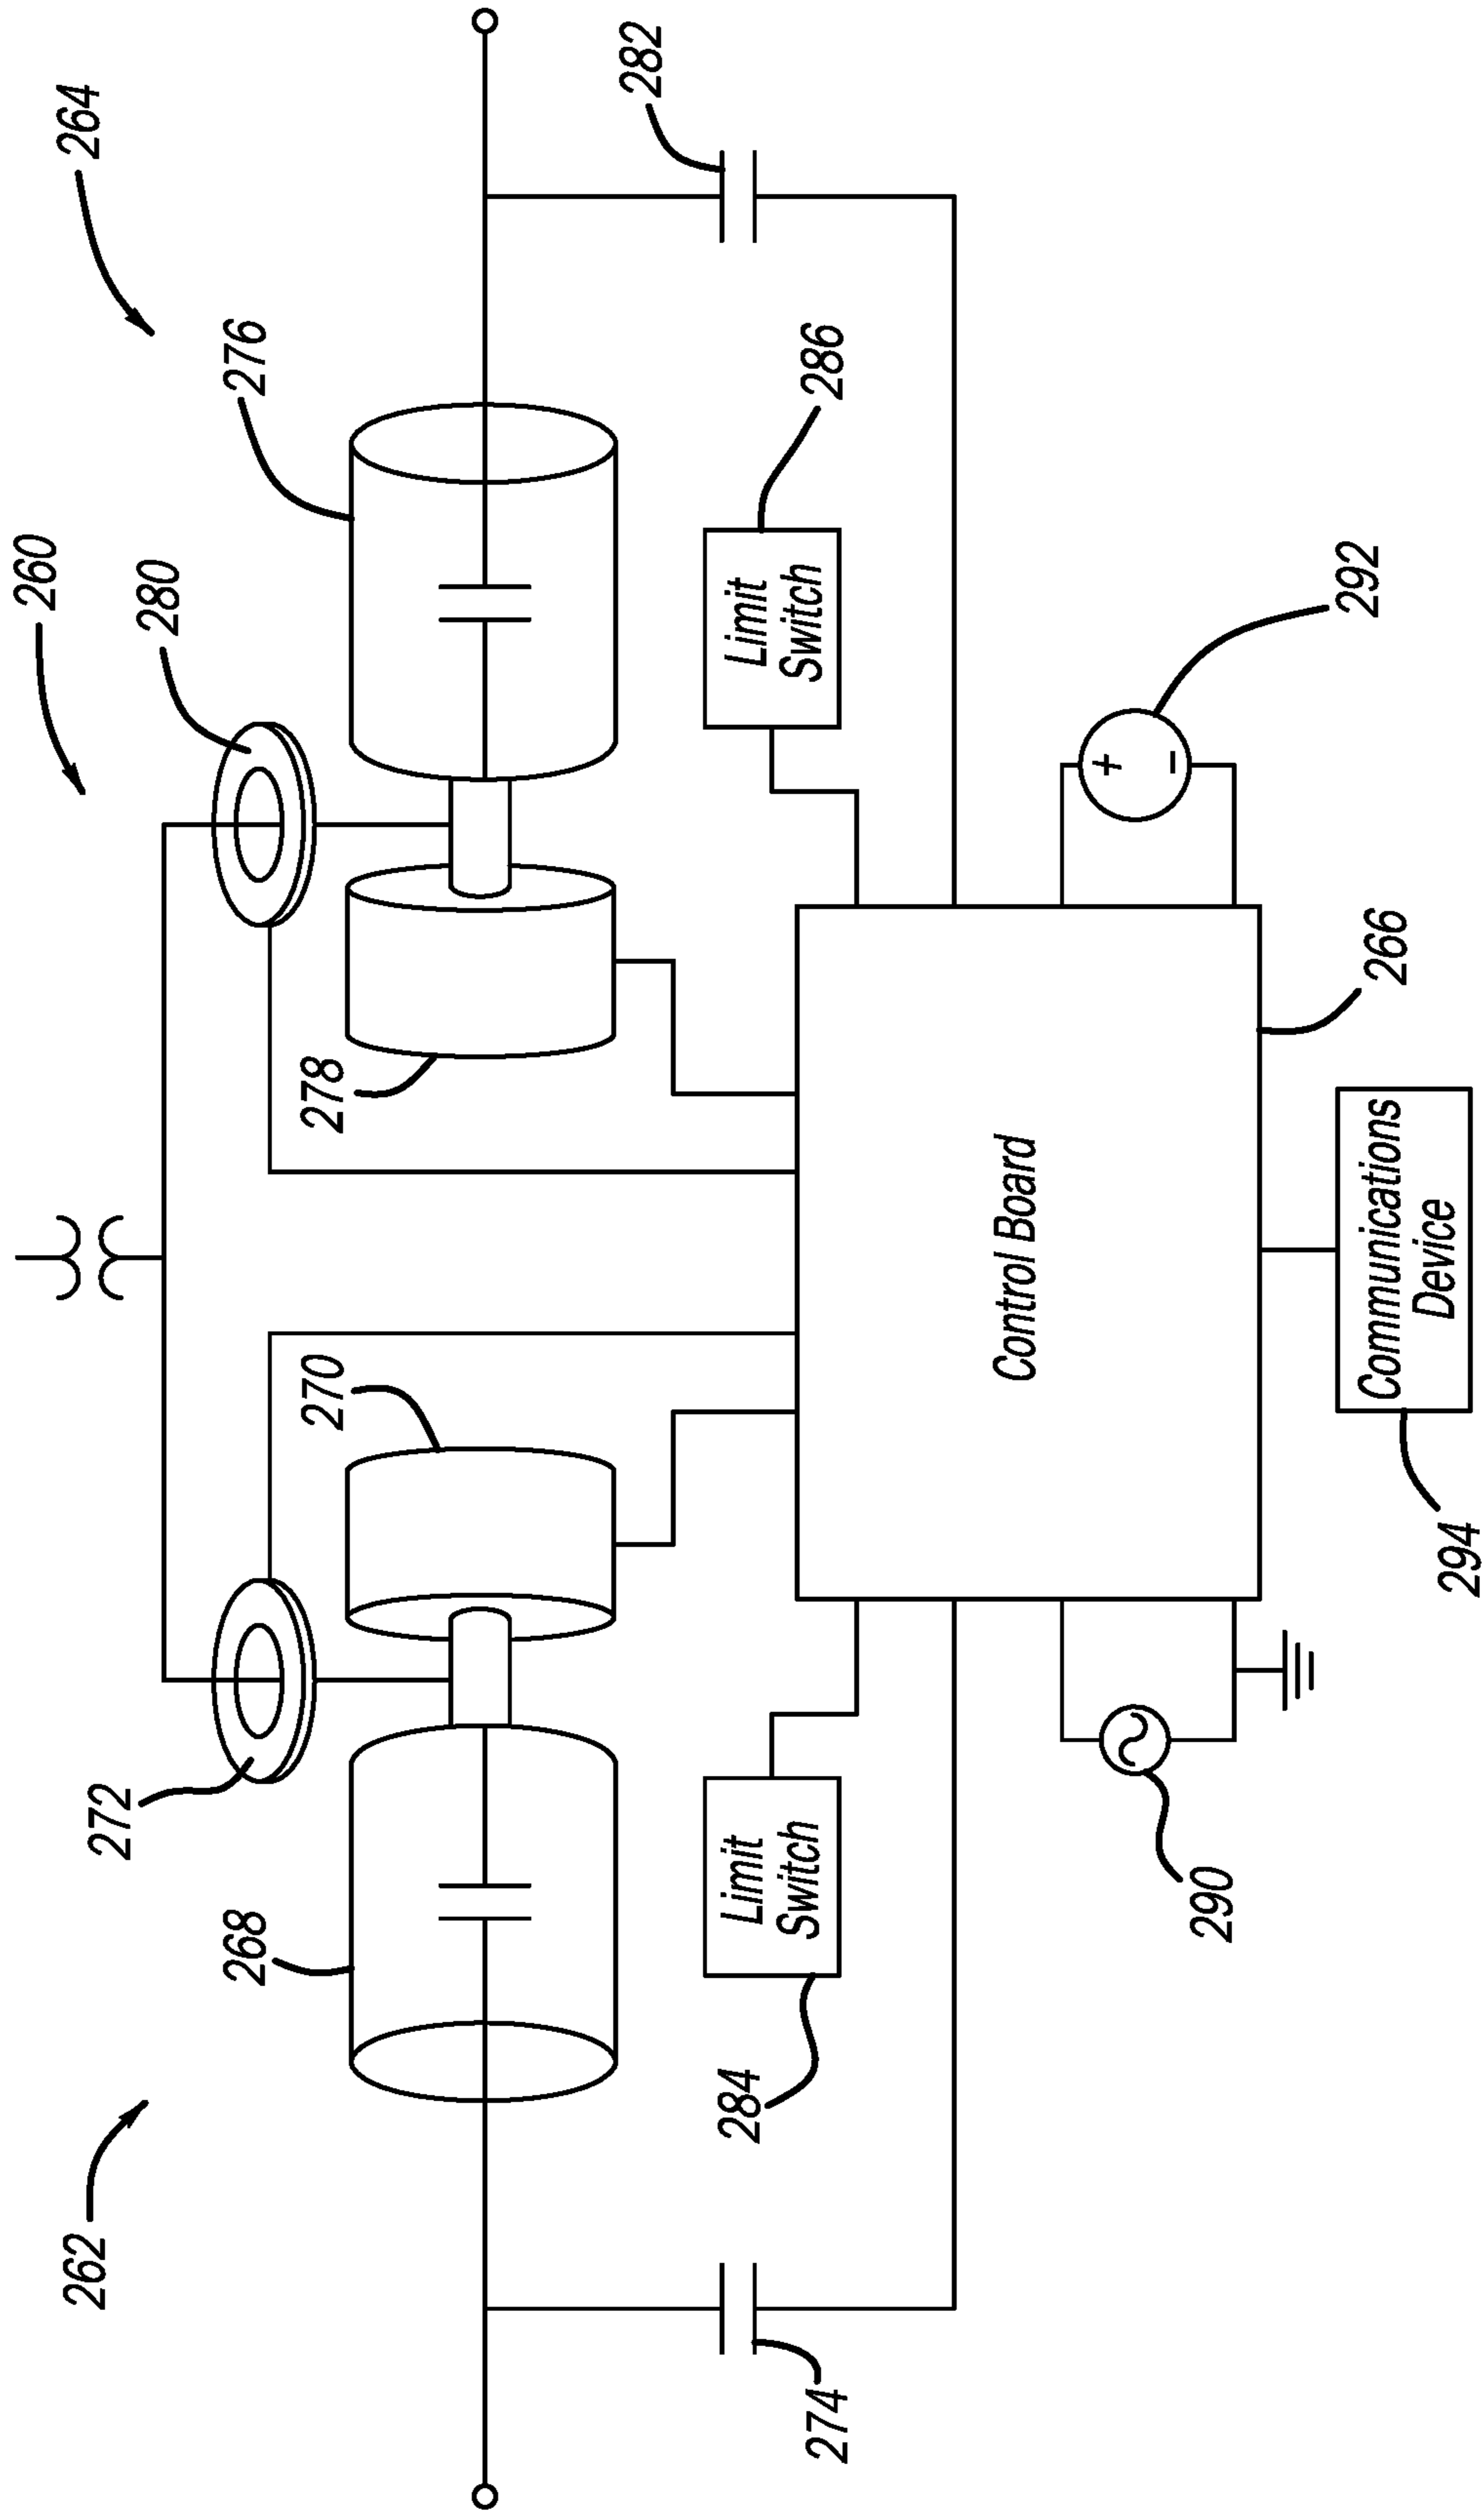 260
264
262
272
280
276
268
270
278
282
274
284
Limit
Switch
Limit
Switch
286
Control Board
266
290
+
−
292
294
Communications
Device